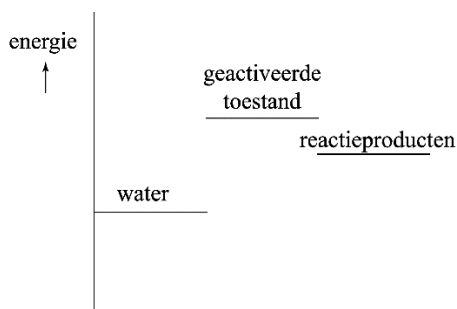 energie
geactiveerde
toestand
reactieproducten
water